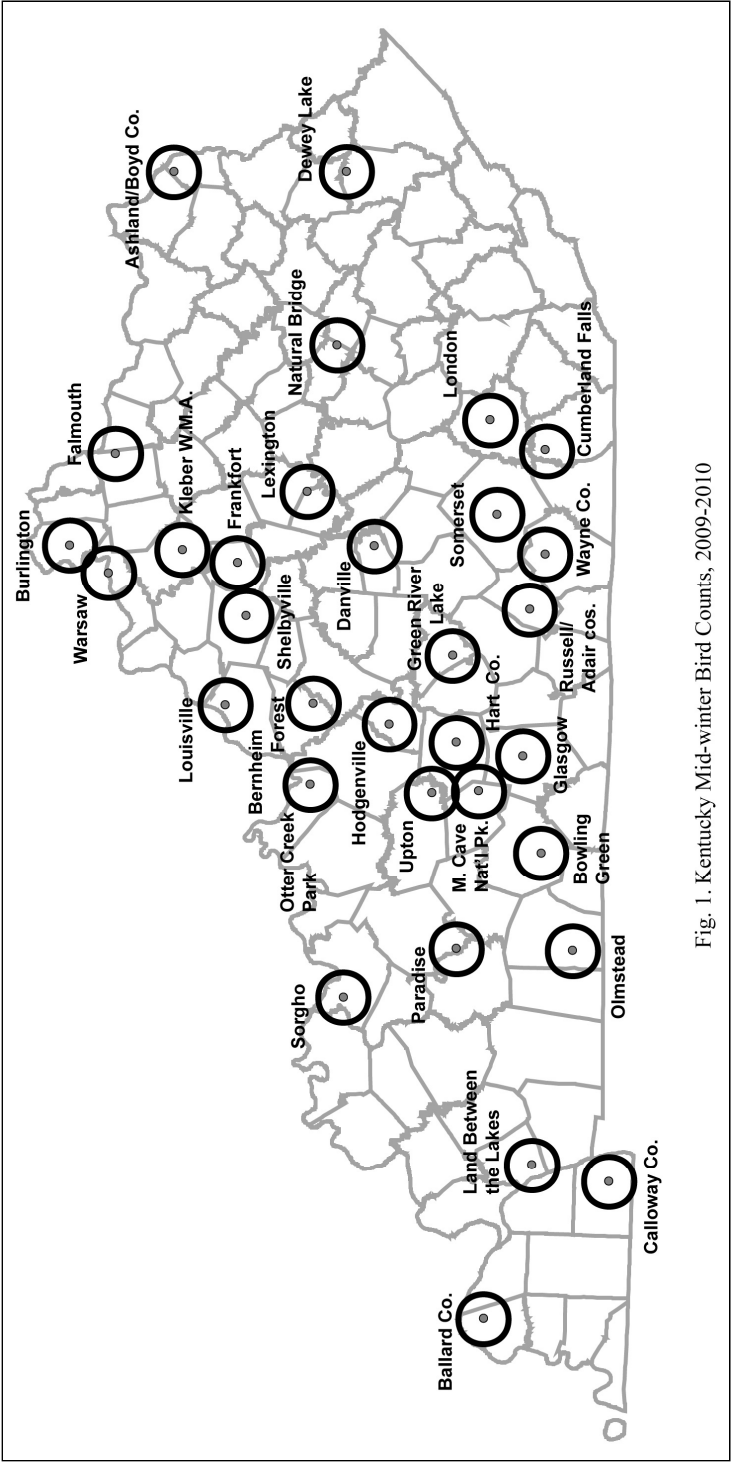 Burlington
Falmouth
Warsaw
Kleber W.M.A.
Ashland/Boyd Co.
Frankfort
Shelbyville
Louisville
Lexington
Natural Bridge
Dewey Lake
Bernheim
Forest
Otter Creek
Park
Danville
Hodgenville
Sorgho
Green River
Lake
Upton
Hart Co.
M. Cave
Nat'l Pk.
Paradise
Somerset
London
Cumberland Falls
Wayne Co.
Russell/
Adair cos.
Glasgow
Bowling
Green
Olmstead
Land Between
the Lakes
Calloway Co.
Ballard Co.
Fig. 1. Kentucky Mid-winter Bird Counts, 2009-2010